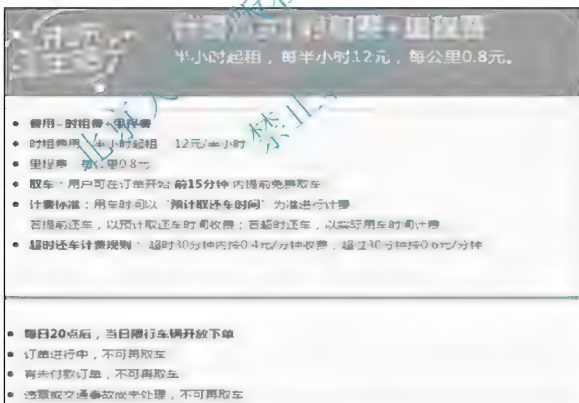 时租费+里程费
半小时起租，每半小时12元，每公里0.8元。
费用=时租费+里程费
时租费用 半小时起租 12元/半小时
里程费 公里0.8元
取车：用户可在订单开始 前15分钟 内提前免费取车
计费标准：用车时间以“预计取还车时间”为准进行计费
若提前还车，以预计取还车时间收费；若超时还车，以实际用车时间计费
超时还车计费规则： 超时30分钟内按0.4元/分钟收费，超过30分钟按0.6元/分钟
每日20点后，当日限行车辆开放下单
订单进行中，不可再取车
有未付款订单，不可再取车
违章或交通事故尚未处理，不可再取车
禁止